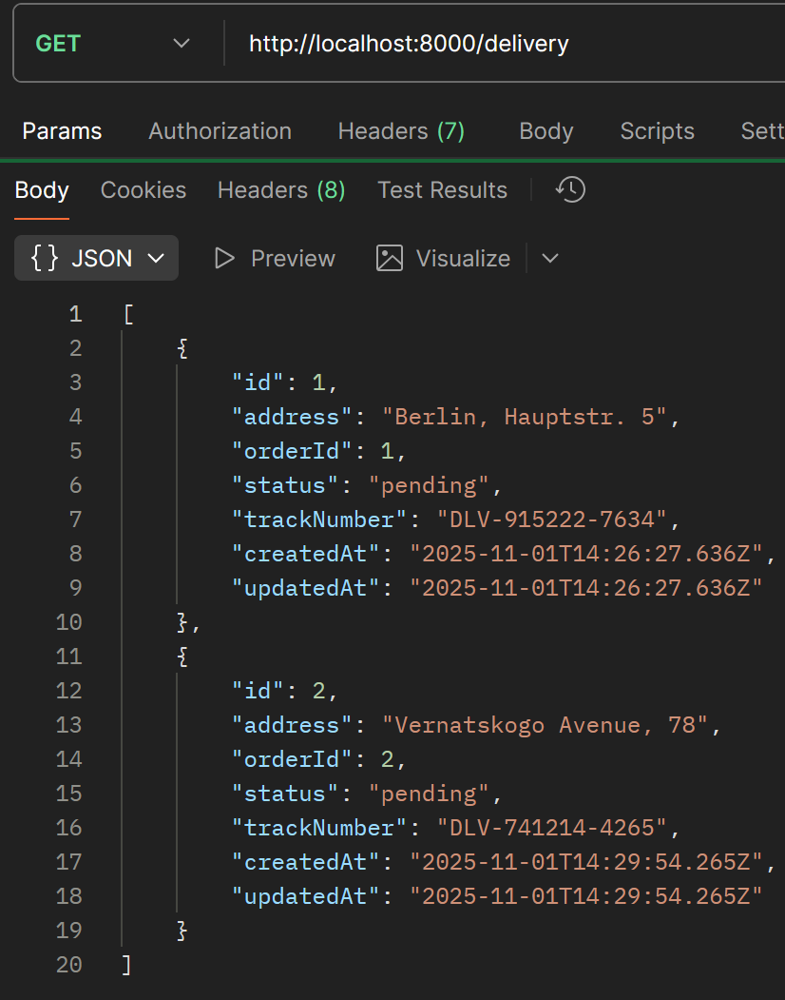 GET http://localhost:8000/delivery
Params Authorization Headers (7) Body Scripts Sett
Body Cookies Headers (8) Test Results
{} JSON Preview Visualize
1 [
2 {
3 "id": 1,
4 "address": "Berlin, Hauptstr. 5",
5 "orderId": 1,
6 "status": "pending",
7 "trackNumber": "DLV-915222-7634",
8 "createdAt": "2025-11-01T14:26:27.636Z",
9 "updatedAt": "2025-11-01T14:26:27.636Z"
10 },
11 {
12 "id": 2,
13 "address": "Vernatskogo Avenue, 78",
14 "orderId": 2,
15 "status": "pending",
16 "trackNumber": "DLV-741214-4265",
17 "createdAt": "2025-11-01T14:29:54.265Z",
18 "updatedAt": "2025-11-01T14:29:54.265Z"
19 }
20 ]